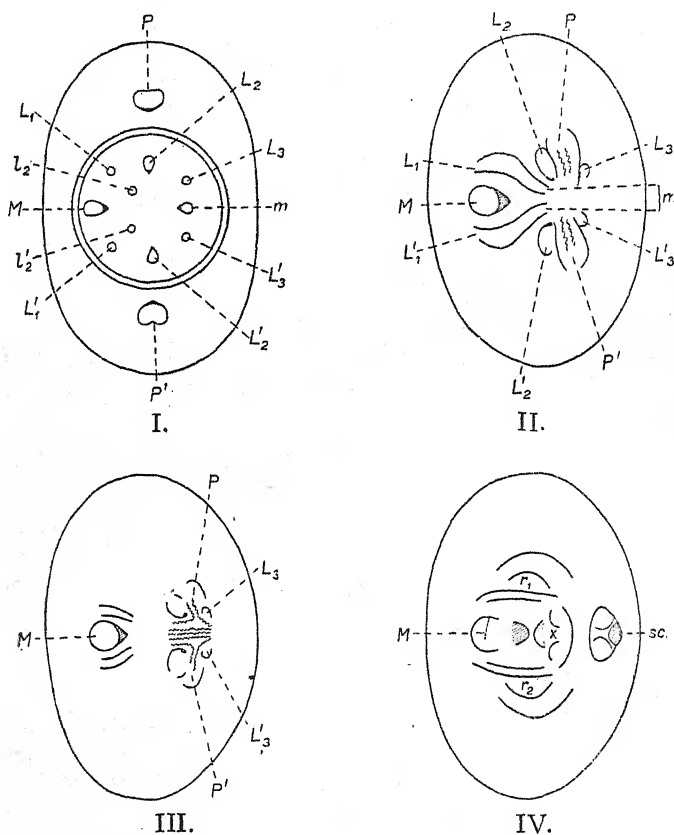 P
L₂
L₁
L₃
l₂
M
m
l'₂
L'₁
L'₃
L'₂
P'
I.
L₂
P
L₁
L₃
M
m
L'₁
L'₃
L'₂
P'
II.
P
L₃
M
L'₃
P'
III.
r₁
M
x
sc.
r₂
IV.